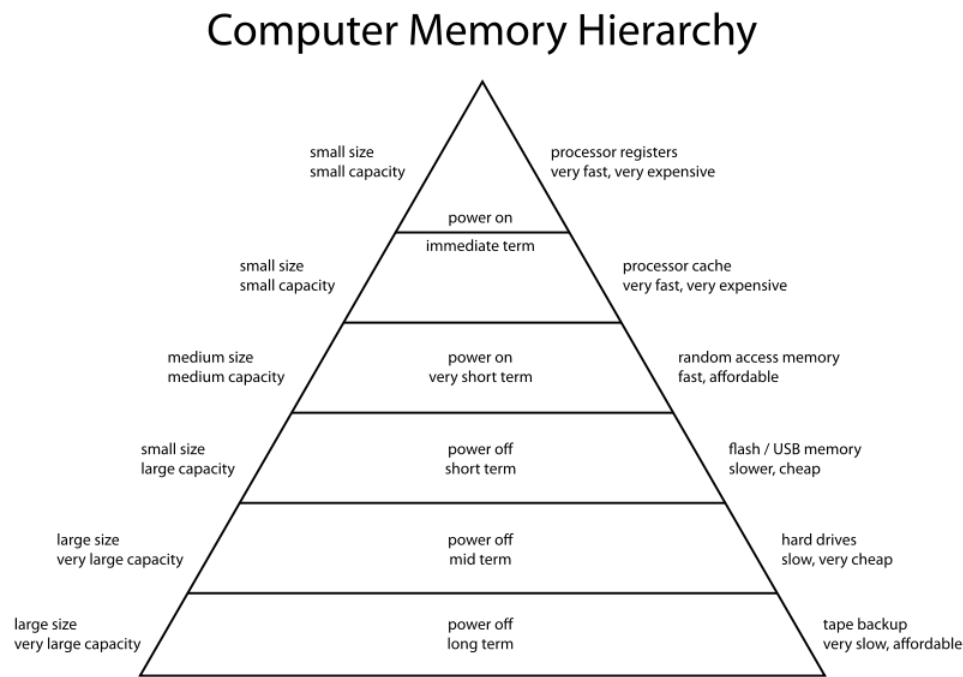 Computer Memory Hierarchy
small size
small capacity
processor registers
very fast, very expensive
power on
immediate term
small size
small capacity
processor cache
very fast, very expensive
medium size
medium capacity
power on
very short term
random access memory
fast, affordable
small size
large capacity
power off
short term
flash / USB memory
slower, cheap
large size
very large capacity
power off
mid term
hard drives
slow, very cheap
large size
very large capacity
power off
long term
tape backup
very slow, affordable